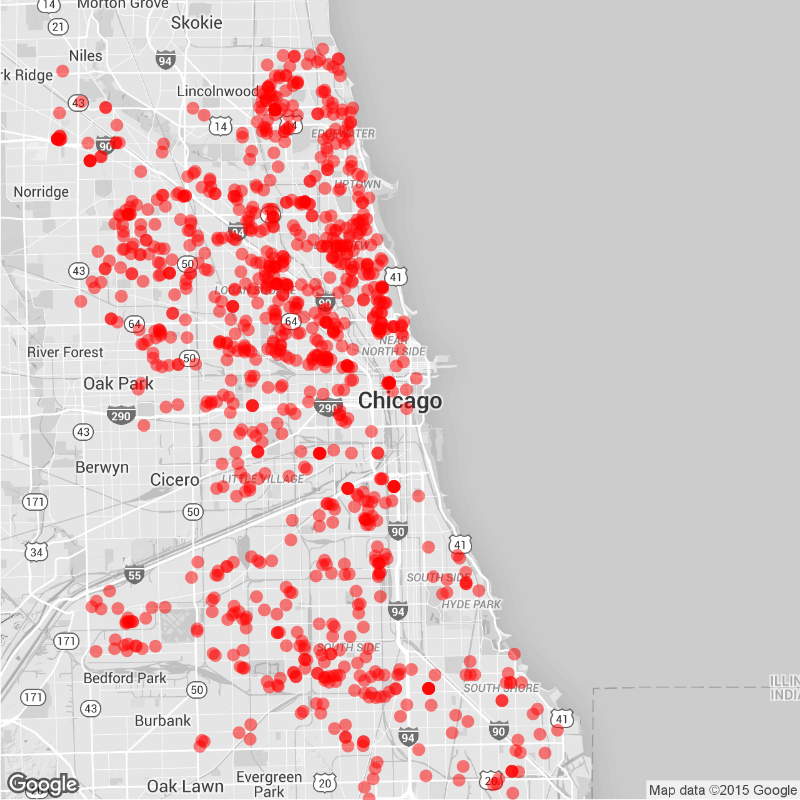 14
Morton Grove
21
Skokie
Niles
94
rk Ridge
43
Lincolnwood
14
14
EDGEWATER
90
Norridge
UPTOWN
94
43
50
41
LOGAN SQUARE
90
64
64
NEAR
NORTH SIDE
River Forest
50
Oak Park
Chicago
290
290
43
Berwyn
Cicero
LITTLE VILLAGE
171
50
90
34
41
55
SOUTH SIDE
HYDE PARK
94
171
SOUTH SIDE
Bedford Park
SOUTH SHORE
ILLIN
INDIA
171
50
43
Burbank
41
90
94
Google
Oak Lawn
Evergreen
Park
20
20
Map data ©2015 Google